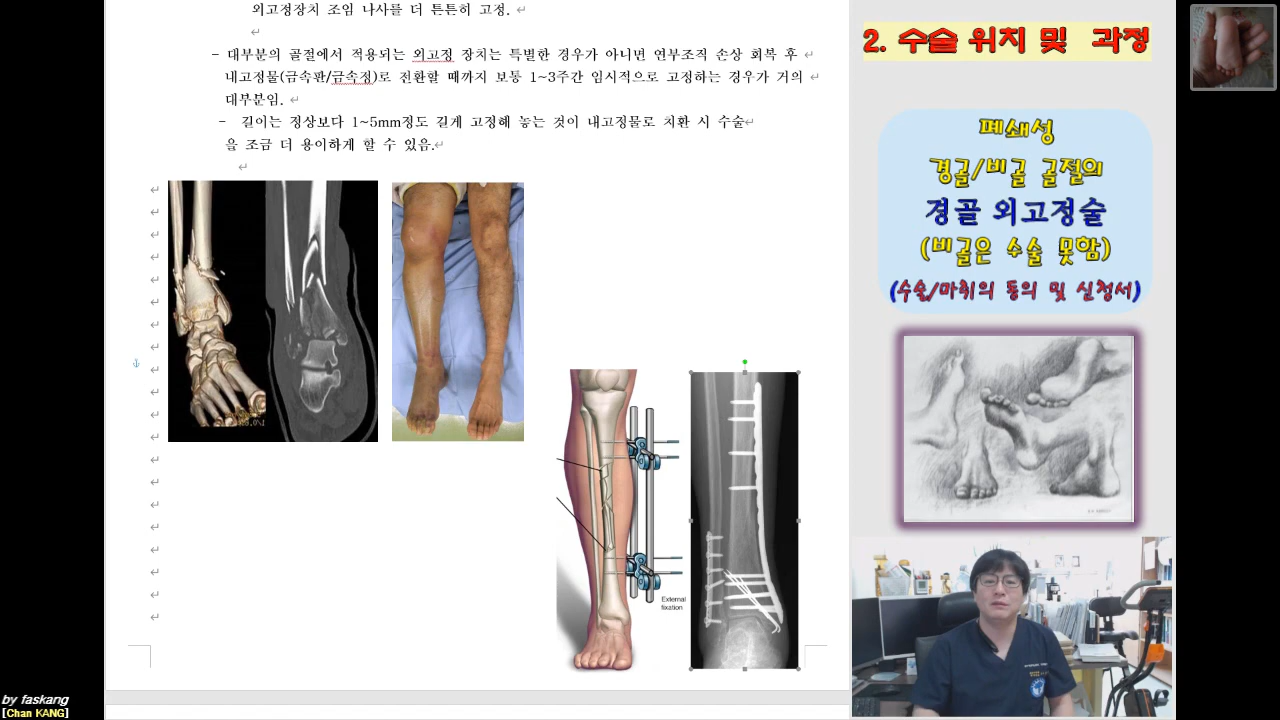 외고정장치 조임 나사를 더 튼튼히 고정.
- 대부분의 골절에서 적용되는 외고정 장치는 특별한 경우가 아니면 연부조직 손상 회복 후
내고정물(금속판/금속정)로 전환할 때까지 보통 1~3주간 임시적으로 고정하는 경우가 거의
대부분임.
- 길이는 정상보다 1~5mm정도 길게 고정해 놓는 것이 내고정물로 치환 시 수술
을 조금 더 용이하게 할 수 있음.
External
fixation
2. 수술 위치 및 과정
폐쇄성
경골/비골 골절의
경골 외고정술
(비골은 수술 못함)
(수술/마취의 동의 및 신청서)
by faskang
[Chan KANG]